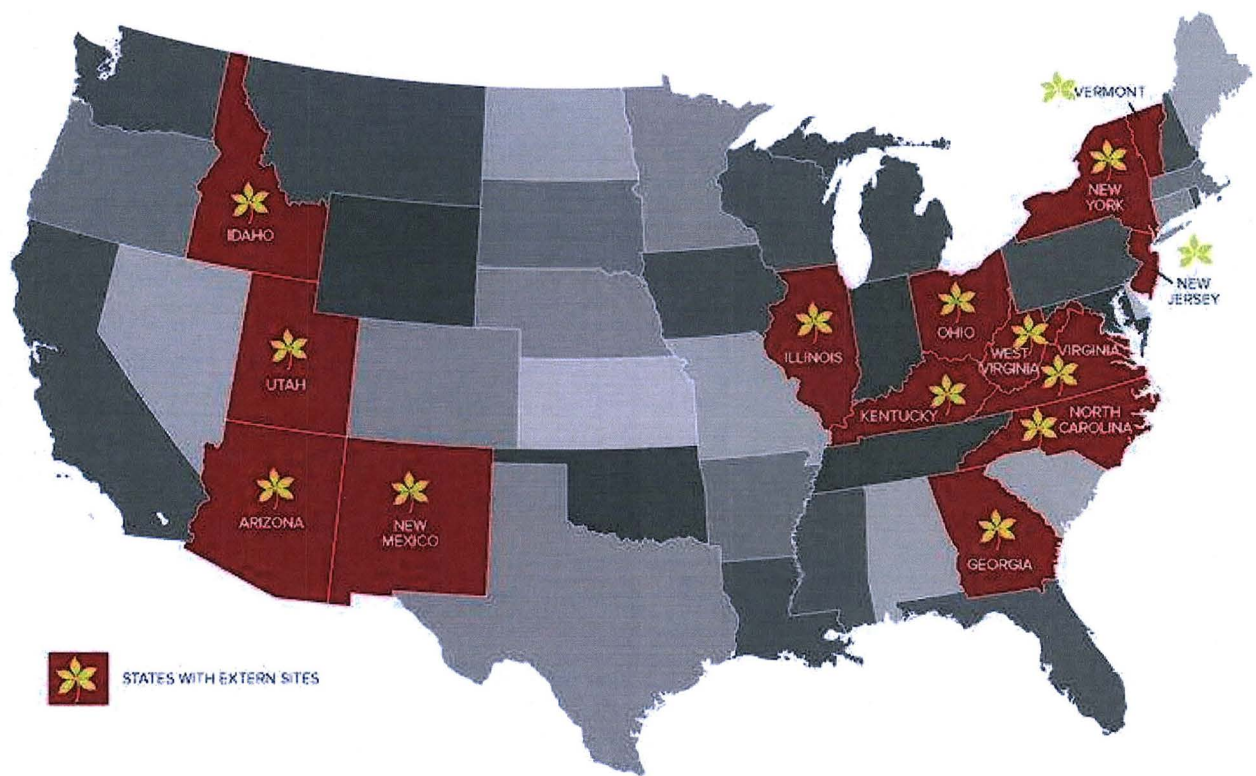 VERMONT
NEW
YORK
IDAHO
NEW
JERSEY
OHIO
ILLINOIS
WEST
VIRGINIA
VIRGINIA
UTAH
KENTUCKY
NORTH
CAROLINA
ARIZONA
NEW
MEXICO
GEORGIA
STATES WITH EXTERN SITES